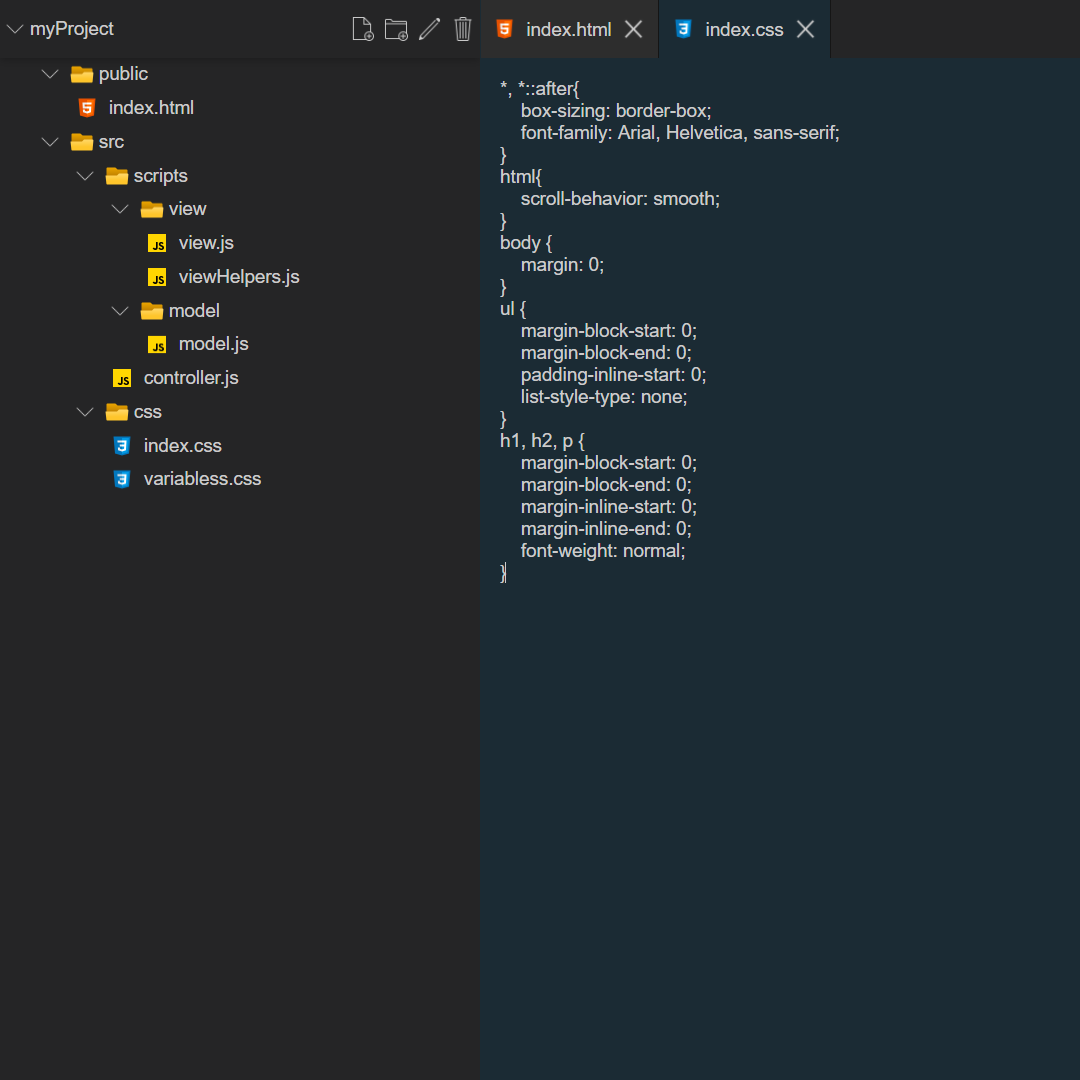 myProject
public
index.html
src
scripts
view
view.js
viewHelpers.js
model
model.js
controller.js
css
index.css
variabless.css
index.html
index.css
*, *::after{
    box-sizing: border-box;
    font-family: Arial, Helvetica, sans-serif;
}
html{
    scroll-behavior: smooth;
}
body {
    margin: 0;
}
ul {
    margin-block-start: 0;
    margin-block-end: 0;
    padding-inline-start: 0;
    list-style-type: none;
}
h1, h2, p {
    margin-block-start: 0;
    margin-block-end: 0;
    margin-inline-start: 0;
    margin-inline-end: 0;
    font-weight: normal;
}